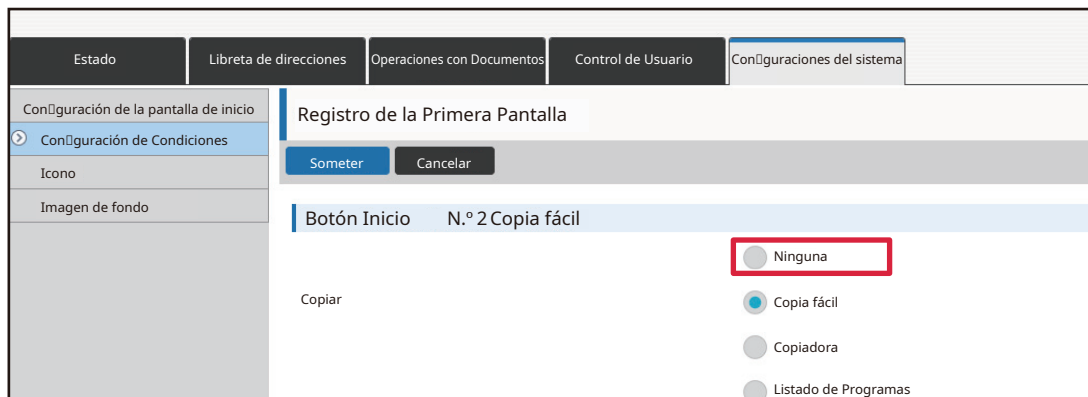 Estado Libreta de direcciones Operaciones con Documentos Control de Usuario Con▯guraciones del sistema
Con▯guración de la pantalla de inicio
Con▯guración de Condiciones
Icono
Imagen de fondo
Registro de la Primera Pantalla
Someter Cancelar
Botón Inicio N.º 2 Copia fácil
Ninguna
Copiar
Copia fácil
Copiadora
Listado de Programas